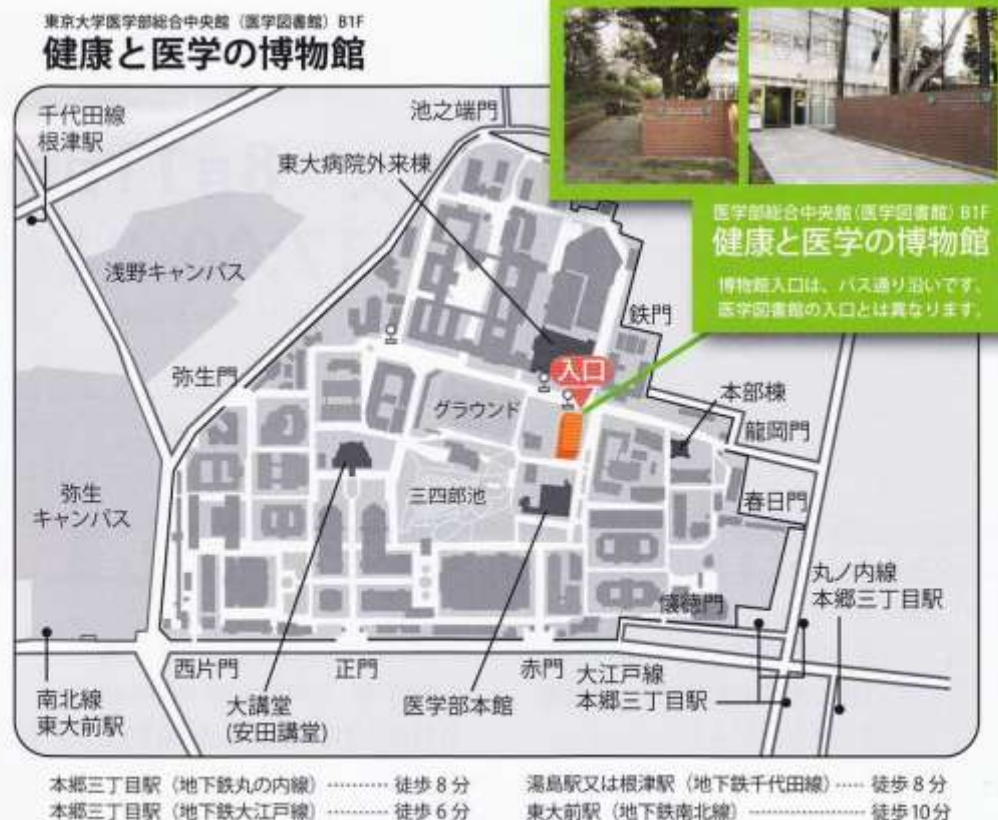 東京大学医学部総合中央館（医学図書館）B1F
健康と医学の博物館
医学部総合中央館（医学図書館）B1F
健康と医学の博物館
博物館入口は、バス通り沿いです。
医学図書館の入口とは異なります。
千代田線
根津駅
池之端門
東大病院外来棟
浅野キャンパス
鉄門
弥生門
入口
グラウンド
本部棟
龍岡門
弥生
キャンパス
三四郎池
春日門
丸ノ内線
本郷三丁目駅
懐徳門
西片門
正門
赤門
大江戸線
本郷三丁目駅
南北線
東大前駅
大講堂
(安田講堂)
医学部本館
本郷三丁目駅（地下鉄丸の内線）………… 徒歩 8 分
湯島駅又は根津駅（地下鉄千代田線）…… 徒歩 8 分
本郷三丁目駅（地下鉄大江戸線）………… 徒歩 6 分
東大前駅（地下鉄南北線）……………………… 徒歩 10 分